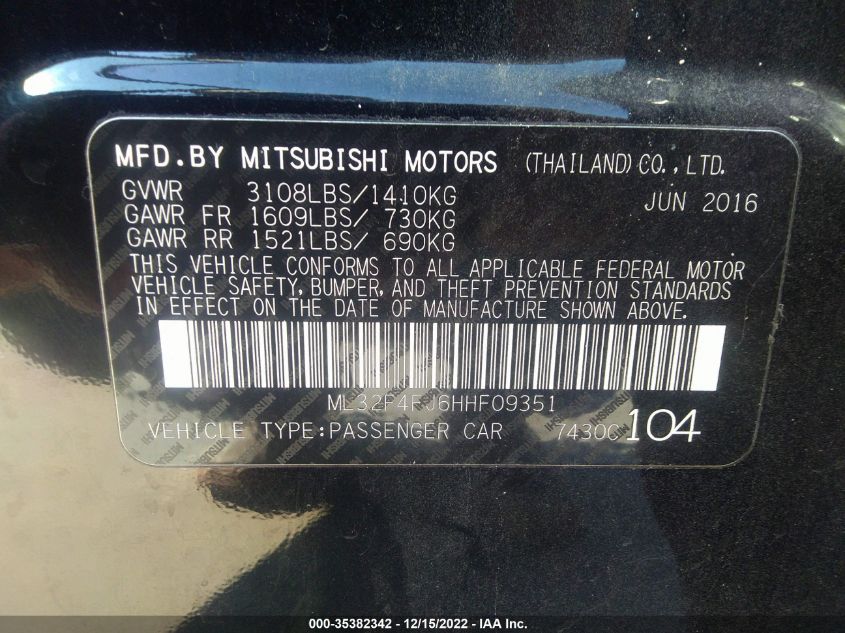 MFD.BY MITSUBISHI MOTORS (THAILAND) CO., LTD.
GVWR 3108LBS/1410KG JUN 2016
GAWR FR 1609LBS/ 730KG
GAWR RR 1521LBS/ 690KG
THIS VEHICLE CONFORMS TO ALL APPLICABLE FEDERAL MOTOR
VEHICLE SAFETY, BUMPER, AND THEFT PREVENTION STANDARDS
IN EFFECT ON THE DATE OF MANUFACTURE SHOWN ABOVE.
VEHICLE TYPE:PASSENGER CAR 104
000-35382342 - 12/15/2022 - IAA Inc.